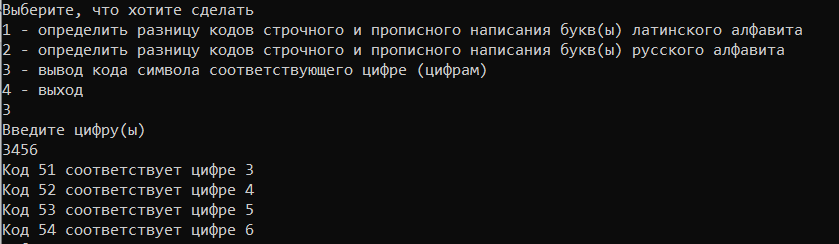 Выберите, что хотите сделать
1 - определить разницу кодов строчного и прописного написания букв(ы) латинского алфавита
2 - определить разницу кодов строчного и прописного написания букв(ы) русского алфавита
3 - вывод кода символа соответствующего цифре (цифрам)
4 - выход
3
Введите цифру(ы)
3456
Код 51 соответствует цифре 3
Код 52 соответствует цифре 4
Код 53 соответствует цифре 5
Код 54 соответствует цифре 6